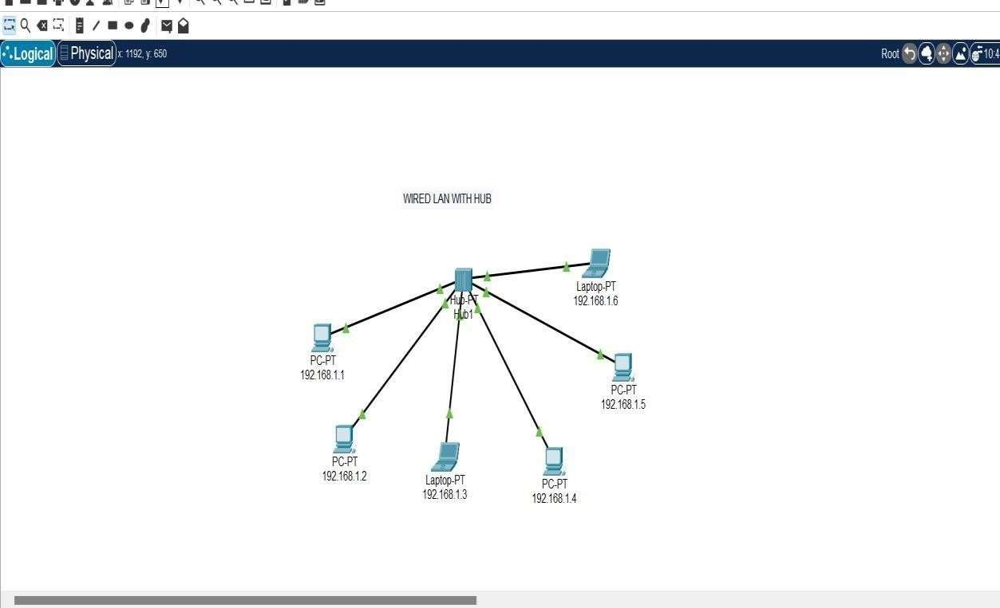 Logical
Physical
x: 1192, y: 650
Root
10:4
WIRED LAN WITH HUB
Hub-PT
Hub1
Laptop-PT
192.168.1.6
PC-PT
192.168.1.1
PC-PT
192.168.1.5
PC-PT
192.168.1.2
Laptop-PT
192.168.1.3
PC-PT
192.168.1.4